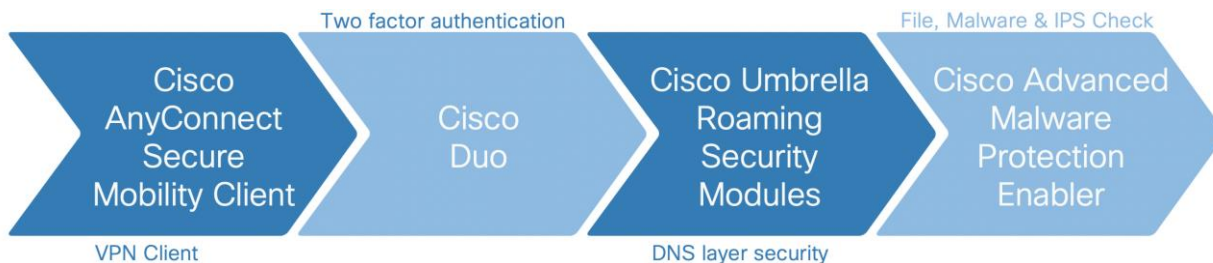 Two factor authentication
File, Malware & IPS Check
Cisco
AnyConnect
Secure
Mobility Client
Cisco
Duo
Cisco Umbrella
Roaming
Security
Modules
Cisco Advanced
Malware
Protection
Enabler
VPN Client
DNS layer security